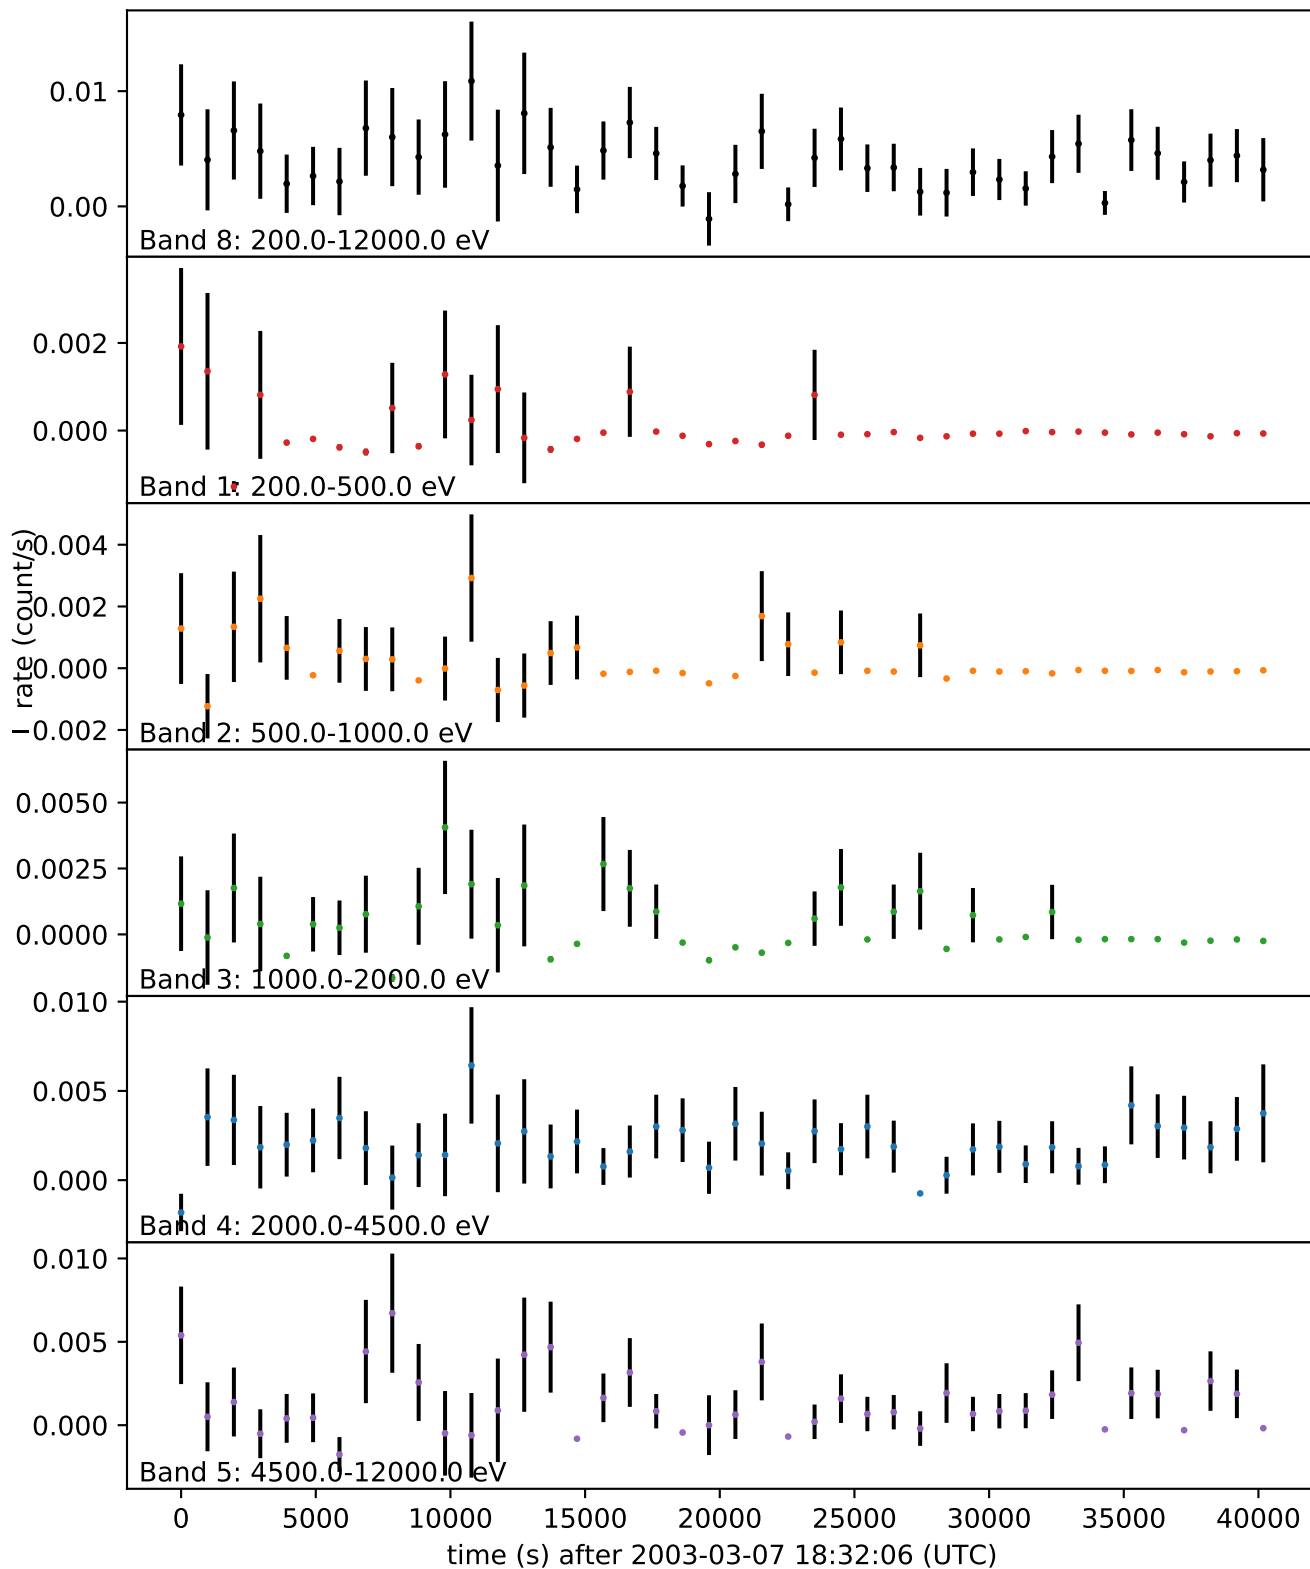 0.01
0.00
Band 8: 200.0-12000.0 eV
0.002
0.000
Band 1: 200.0-500.0 eV
rate (count/s)
0.004
0.002
0.000
−0.002
Band 2: 500.0-1000.0 eV
0.0050
0.0025
0.0000
Band 3: 1000.0-2000.0 eV
0.010
0.005
0.000
Band 4: 2000.0-4500.0 eV
0.010
0.005
0.000
Band 5: 4500.0-12000.0 eV
0 5000 10000 15000 20000 25000 30000 35000 40000
time (s) after 2003-03-07 18:32:06 (UTC)